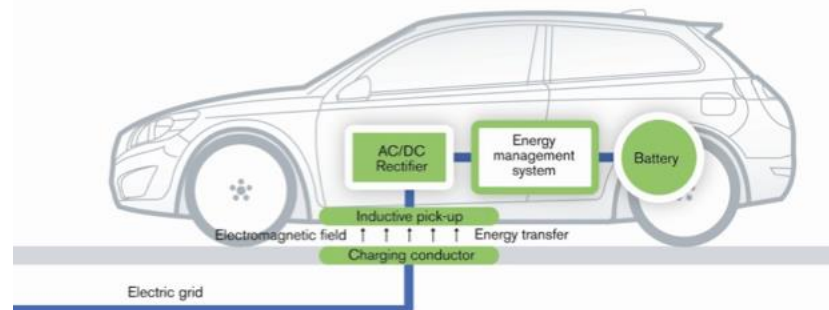 AC/DC
Rectifier
Energy
management
system
Battery
Inductive pick-up
Electromagnetic field
Energy transfer
Charging conductor
Electric grid